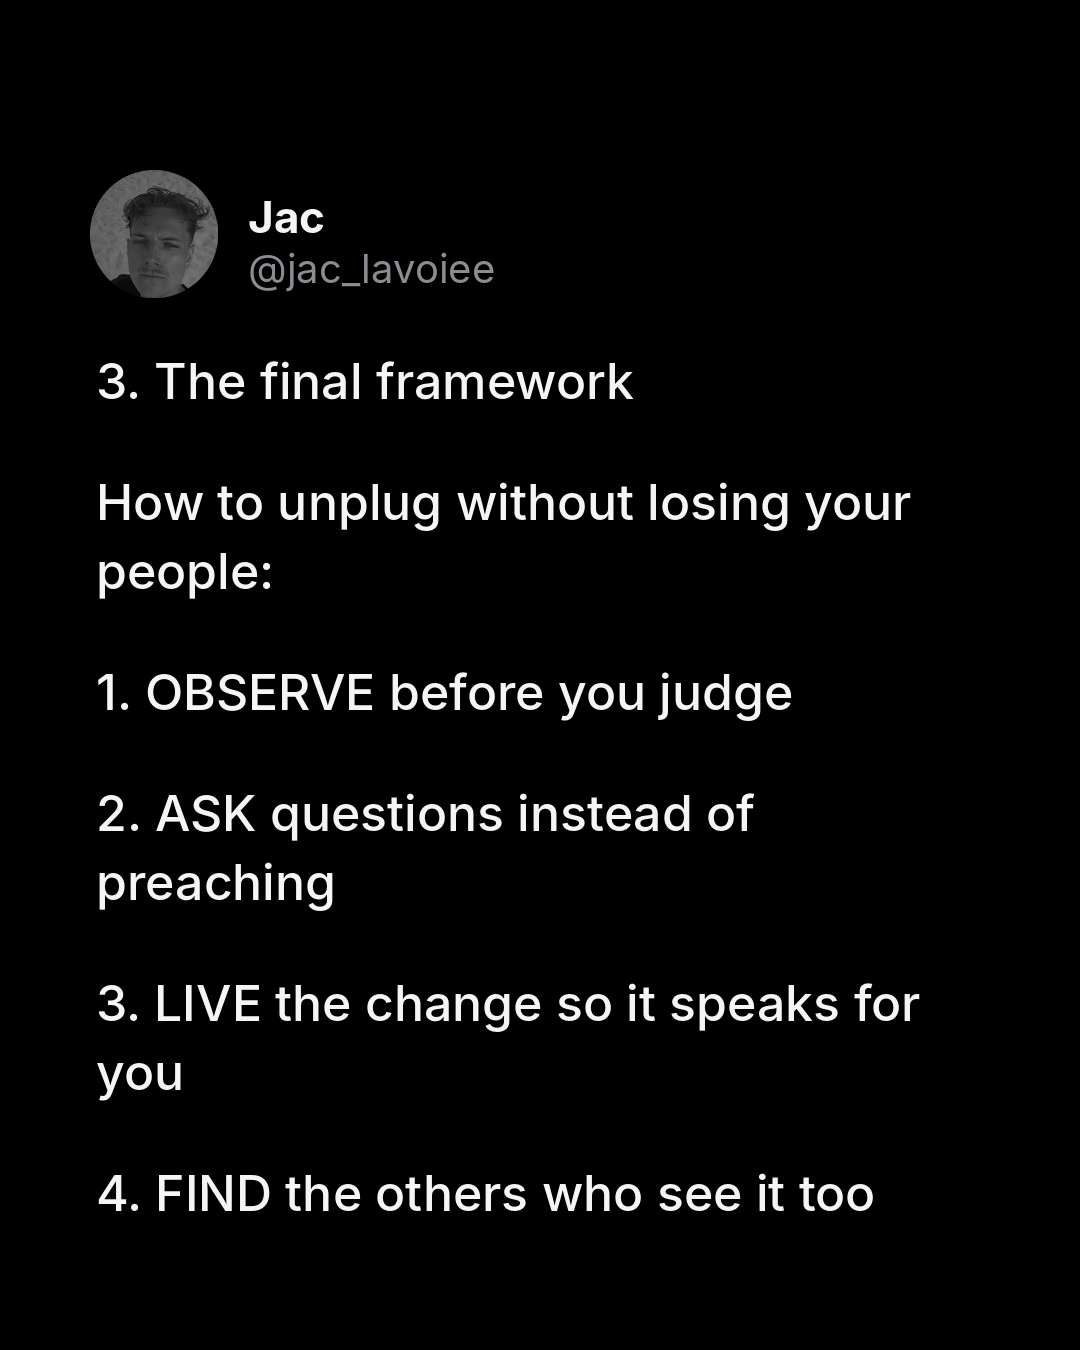 Jac
@jac_lavoiee
3. The final framework
How to unplug without losing your
people:
1. OBSERVE before you judge
2. ASK questions instead of
preaching
3. LIVE the change so it speaks for
you
4. FIND the others who see it too